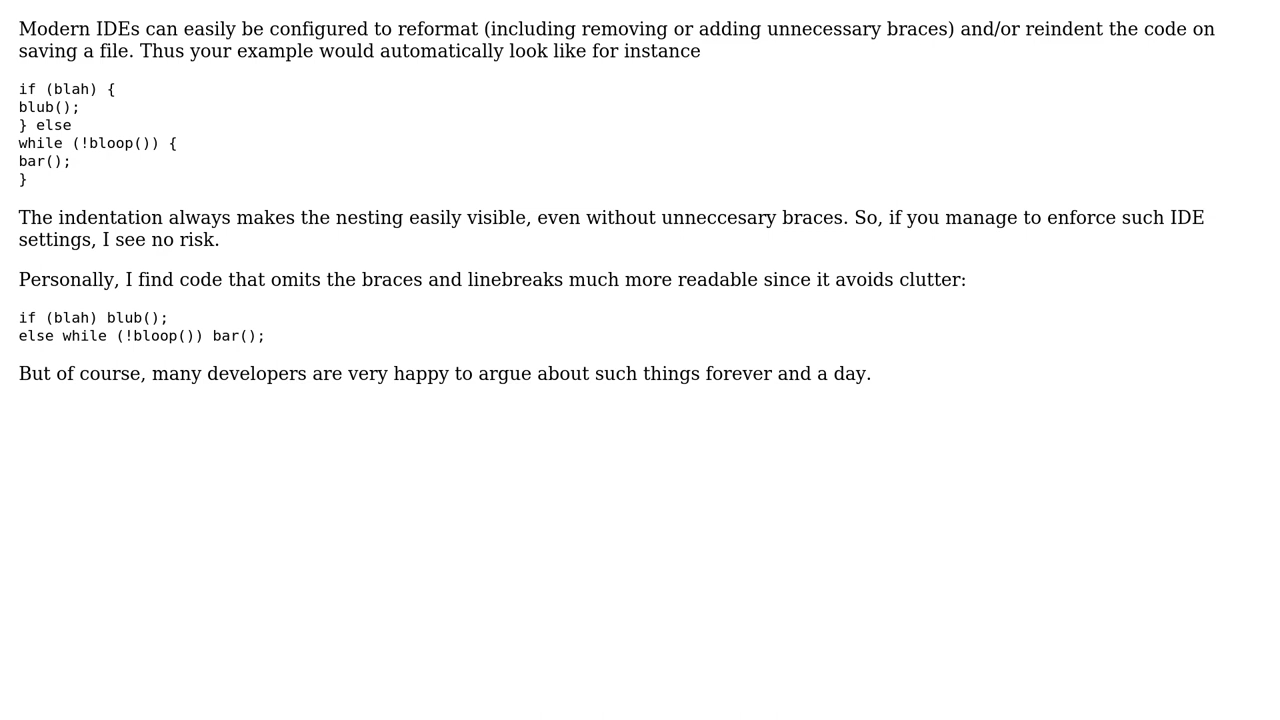 Modern IDEs can easily be configured to reformat (including removing or adding unnecessary braces) and/or reindent the code on
saving a file. Thus your example would automatically look like for instance
if (blah) {
blub();
} else
while (!bloop()) {
bar();
}
The indentation always makes the nesting easily visible, even without unneccesary braces. So, if you manage to enforce such IDE
settings, I see no risk.
Personally, I find code that omits the braces and linebreaks much more readable since it avoids clutter:
if (blah) blub();
else while (!bloop()) bar();
But of course, many developers are very happy to argue about such things forever and a day.